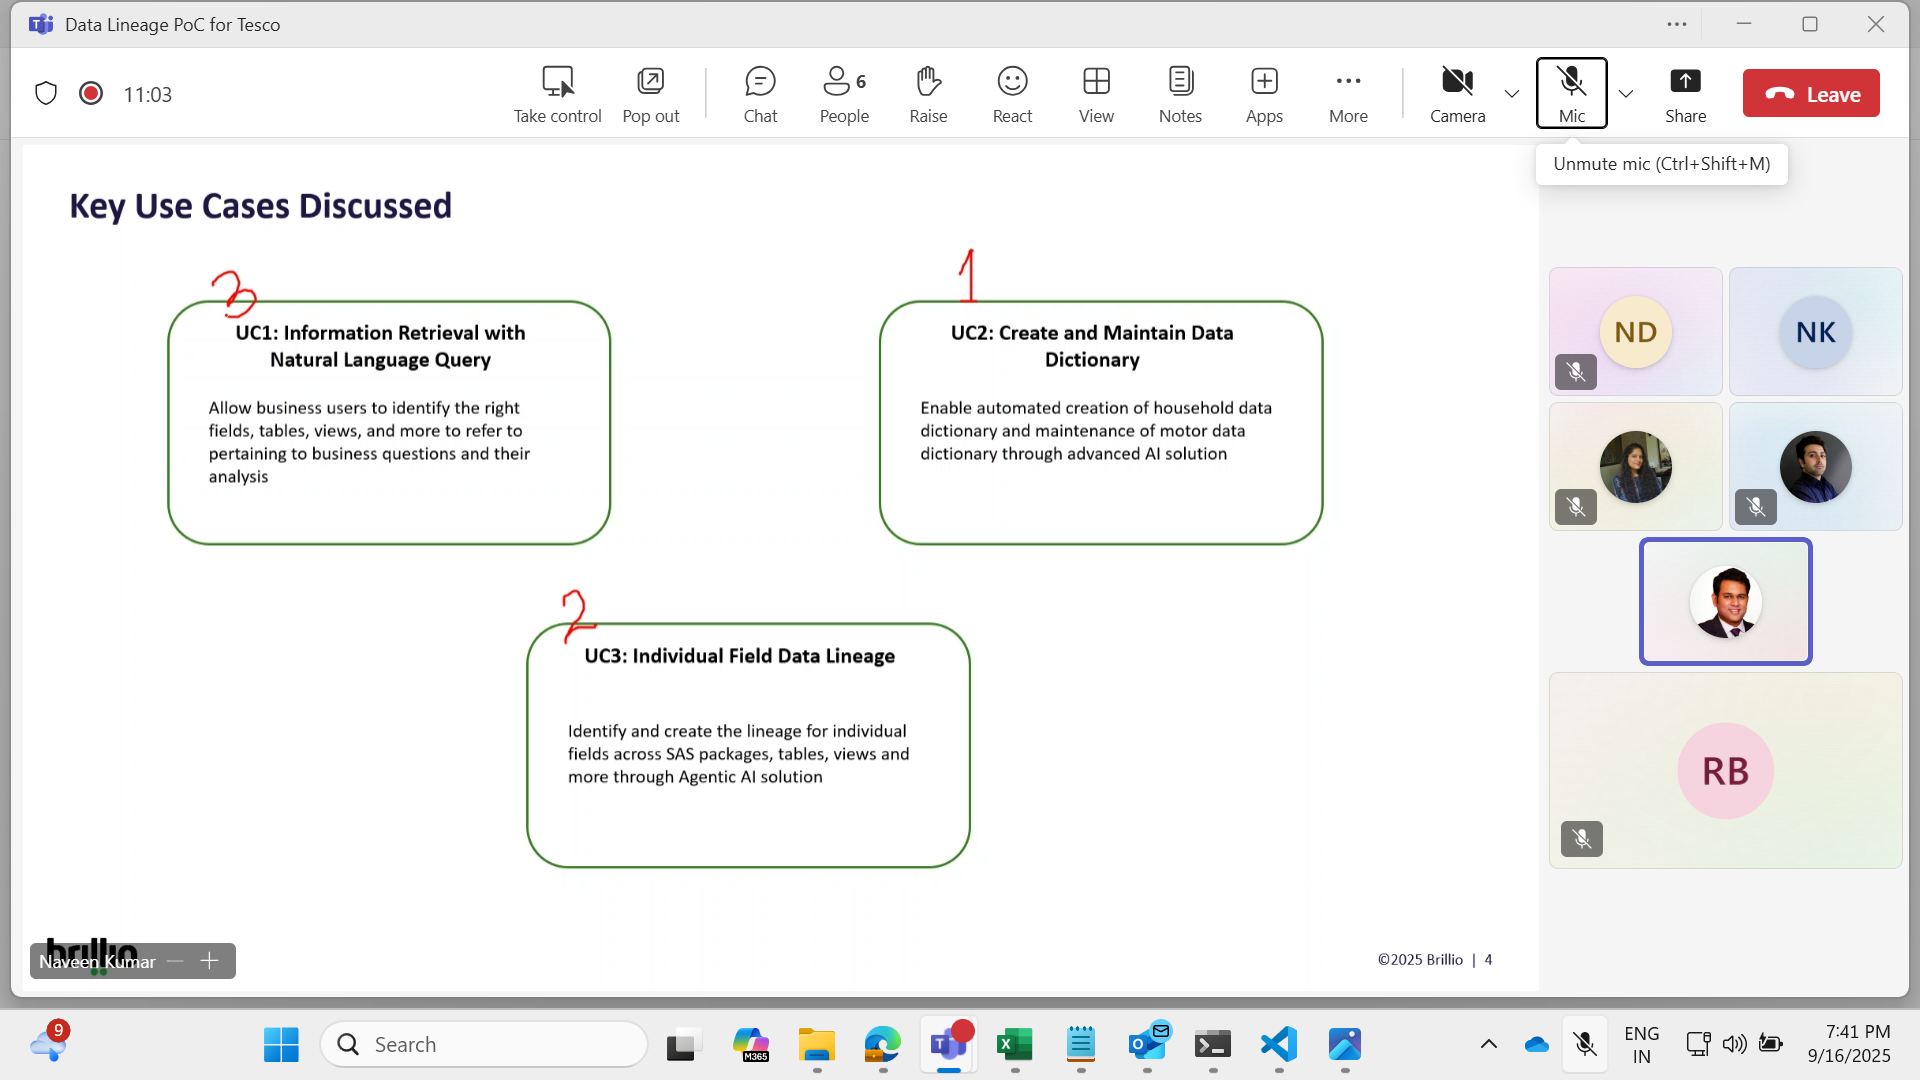 Data Lineage PoC for Tesco
11:03
Take control
Pop out
Chat
6
People
Raise
React
View
Notes
Apps
More
Camera
Mic
Share
Leave
Unmute mic (Ctrl+Shift+M)
Key Use Cases Discussed
3
UC1: Information Retrieval with
Natural Language Query
Allow business users to identify the right
fields, tables, views, and more to refer to
pertaining to business questions and their
analysis
1
UC2: Create and Maintain Data
Dictionary
Enable automated creation of household data
dictionary and maintenance of motor data
dictionary through advanced AI solution
2
UC3: Individual Field Data Lineage
Identify and create the lineage for individual
fields across SAS packages, tables, views and
more through Agentic AI solution
ND
NK
RB
brillio
Naveen Kumar
©2025 Brillio | 4
9
Search
M365
ENG
IN
7:41 PM
9/16/2025